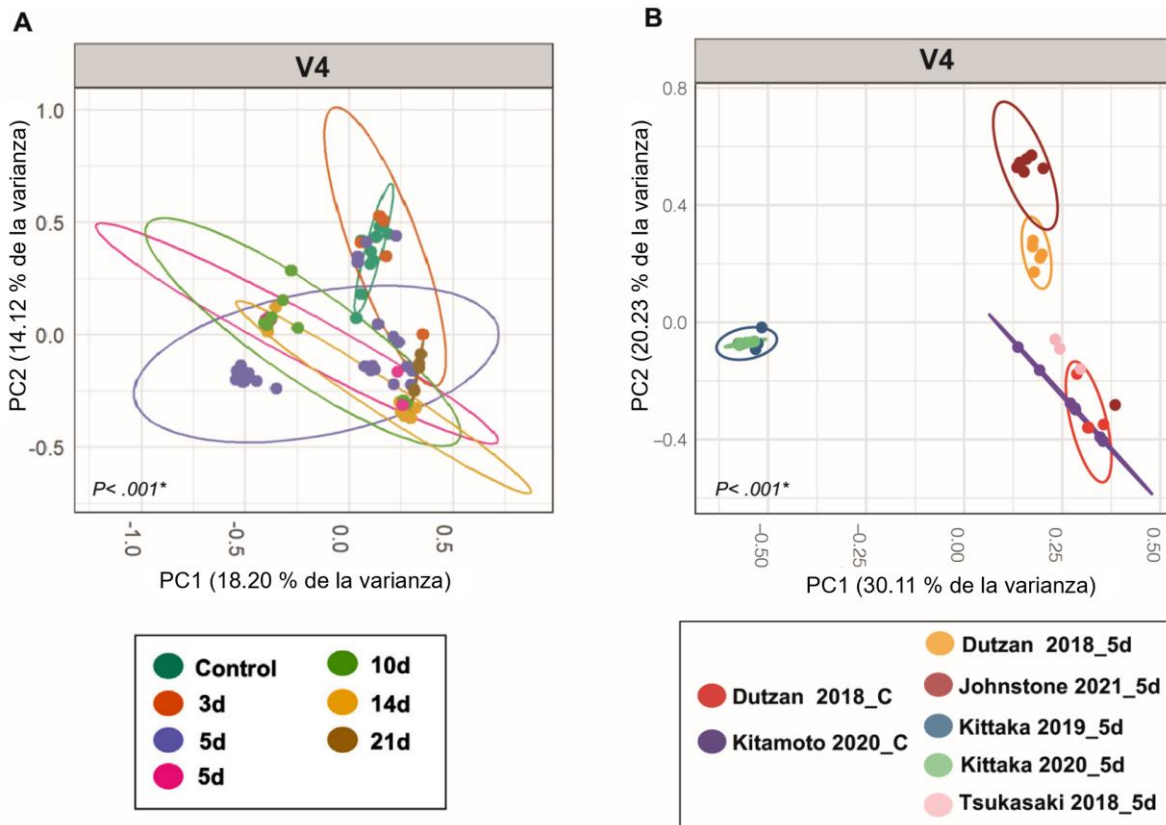 A
V4
1.0
0.5
0.0
-0.5
PC2 (14.12 % de la varianza)
P< .001*
-1.0
-0.5
0.0
0.5
PC1 (18.20 % de la varianza)
Control
3d
5d
5d
10d
14d
21d
B
V4
0.8
0.4
0.0
-0.4
PC2 (20.23 % de la varianza)
P< .001*
-0.50
-0.25
0.00
0.25
0.50
PC1 (30.11 % de la varianza)
Dutzan 2018_C
Kitamoto 2020_C
Dutzan 2018_5d
Johnstone 2021_5d
Kittaka 2019_5d
Kittaka 2020_5d
Tsukasaki 2018_5d